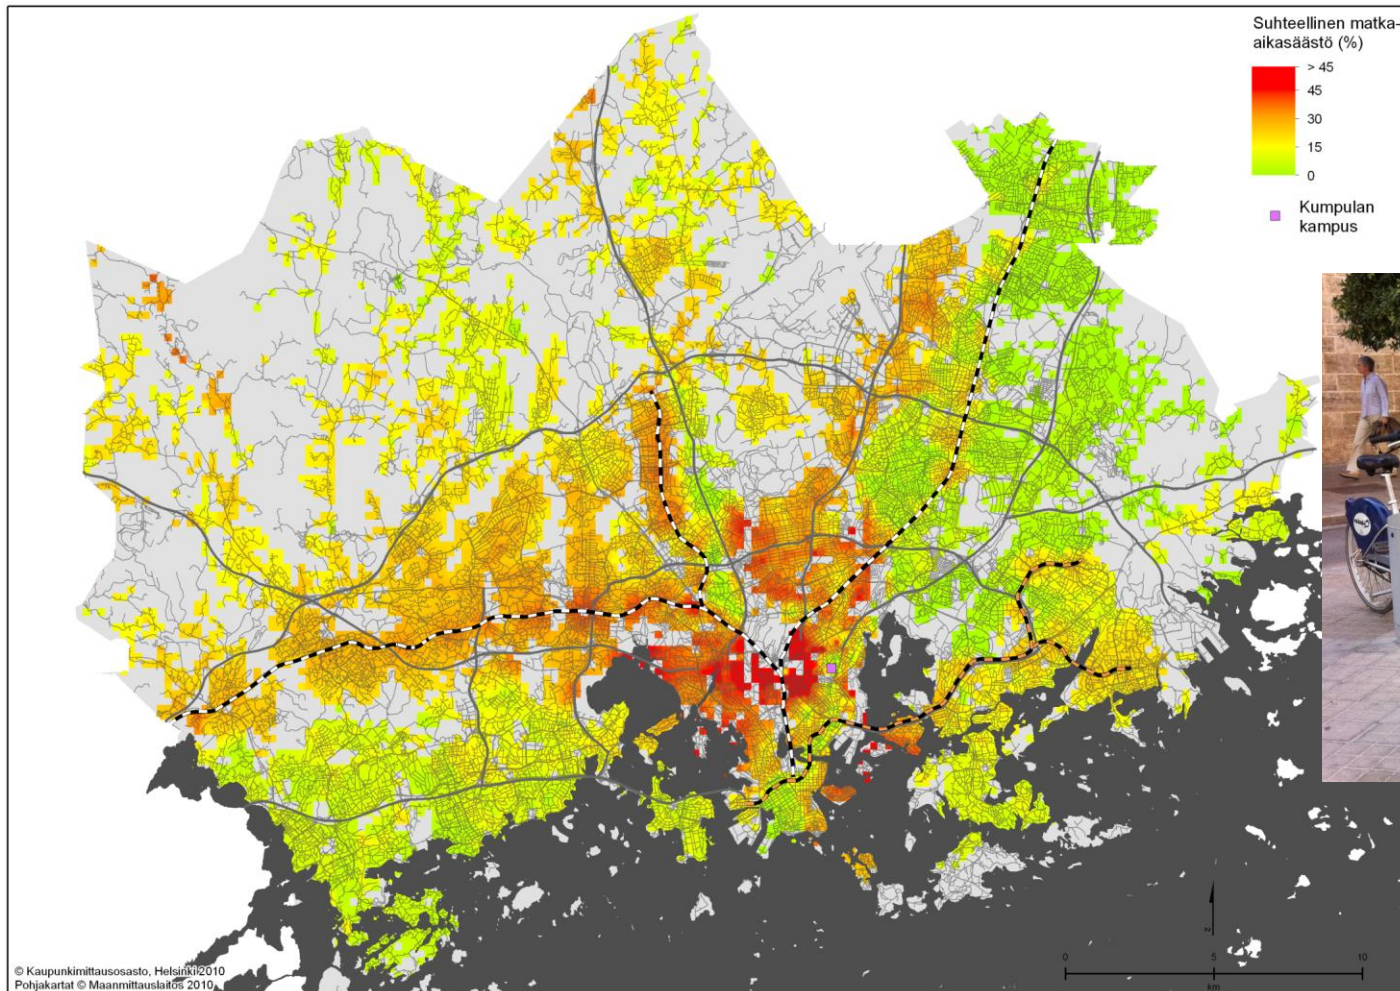 Suhteellinen matka-
aikasäästö (%)
> 45
45
30
15
0
Kumpulan
kampus
© Kaupunkimittausosasto, Helsinki 2010
Pohjakartat © Maanmittauslaitos 2010
0
5
10
km